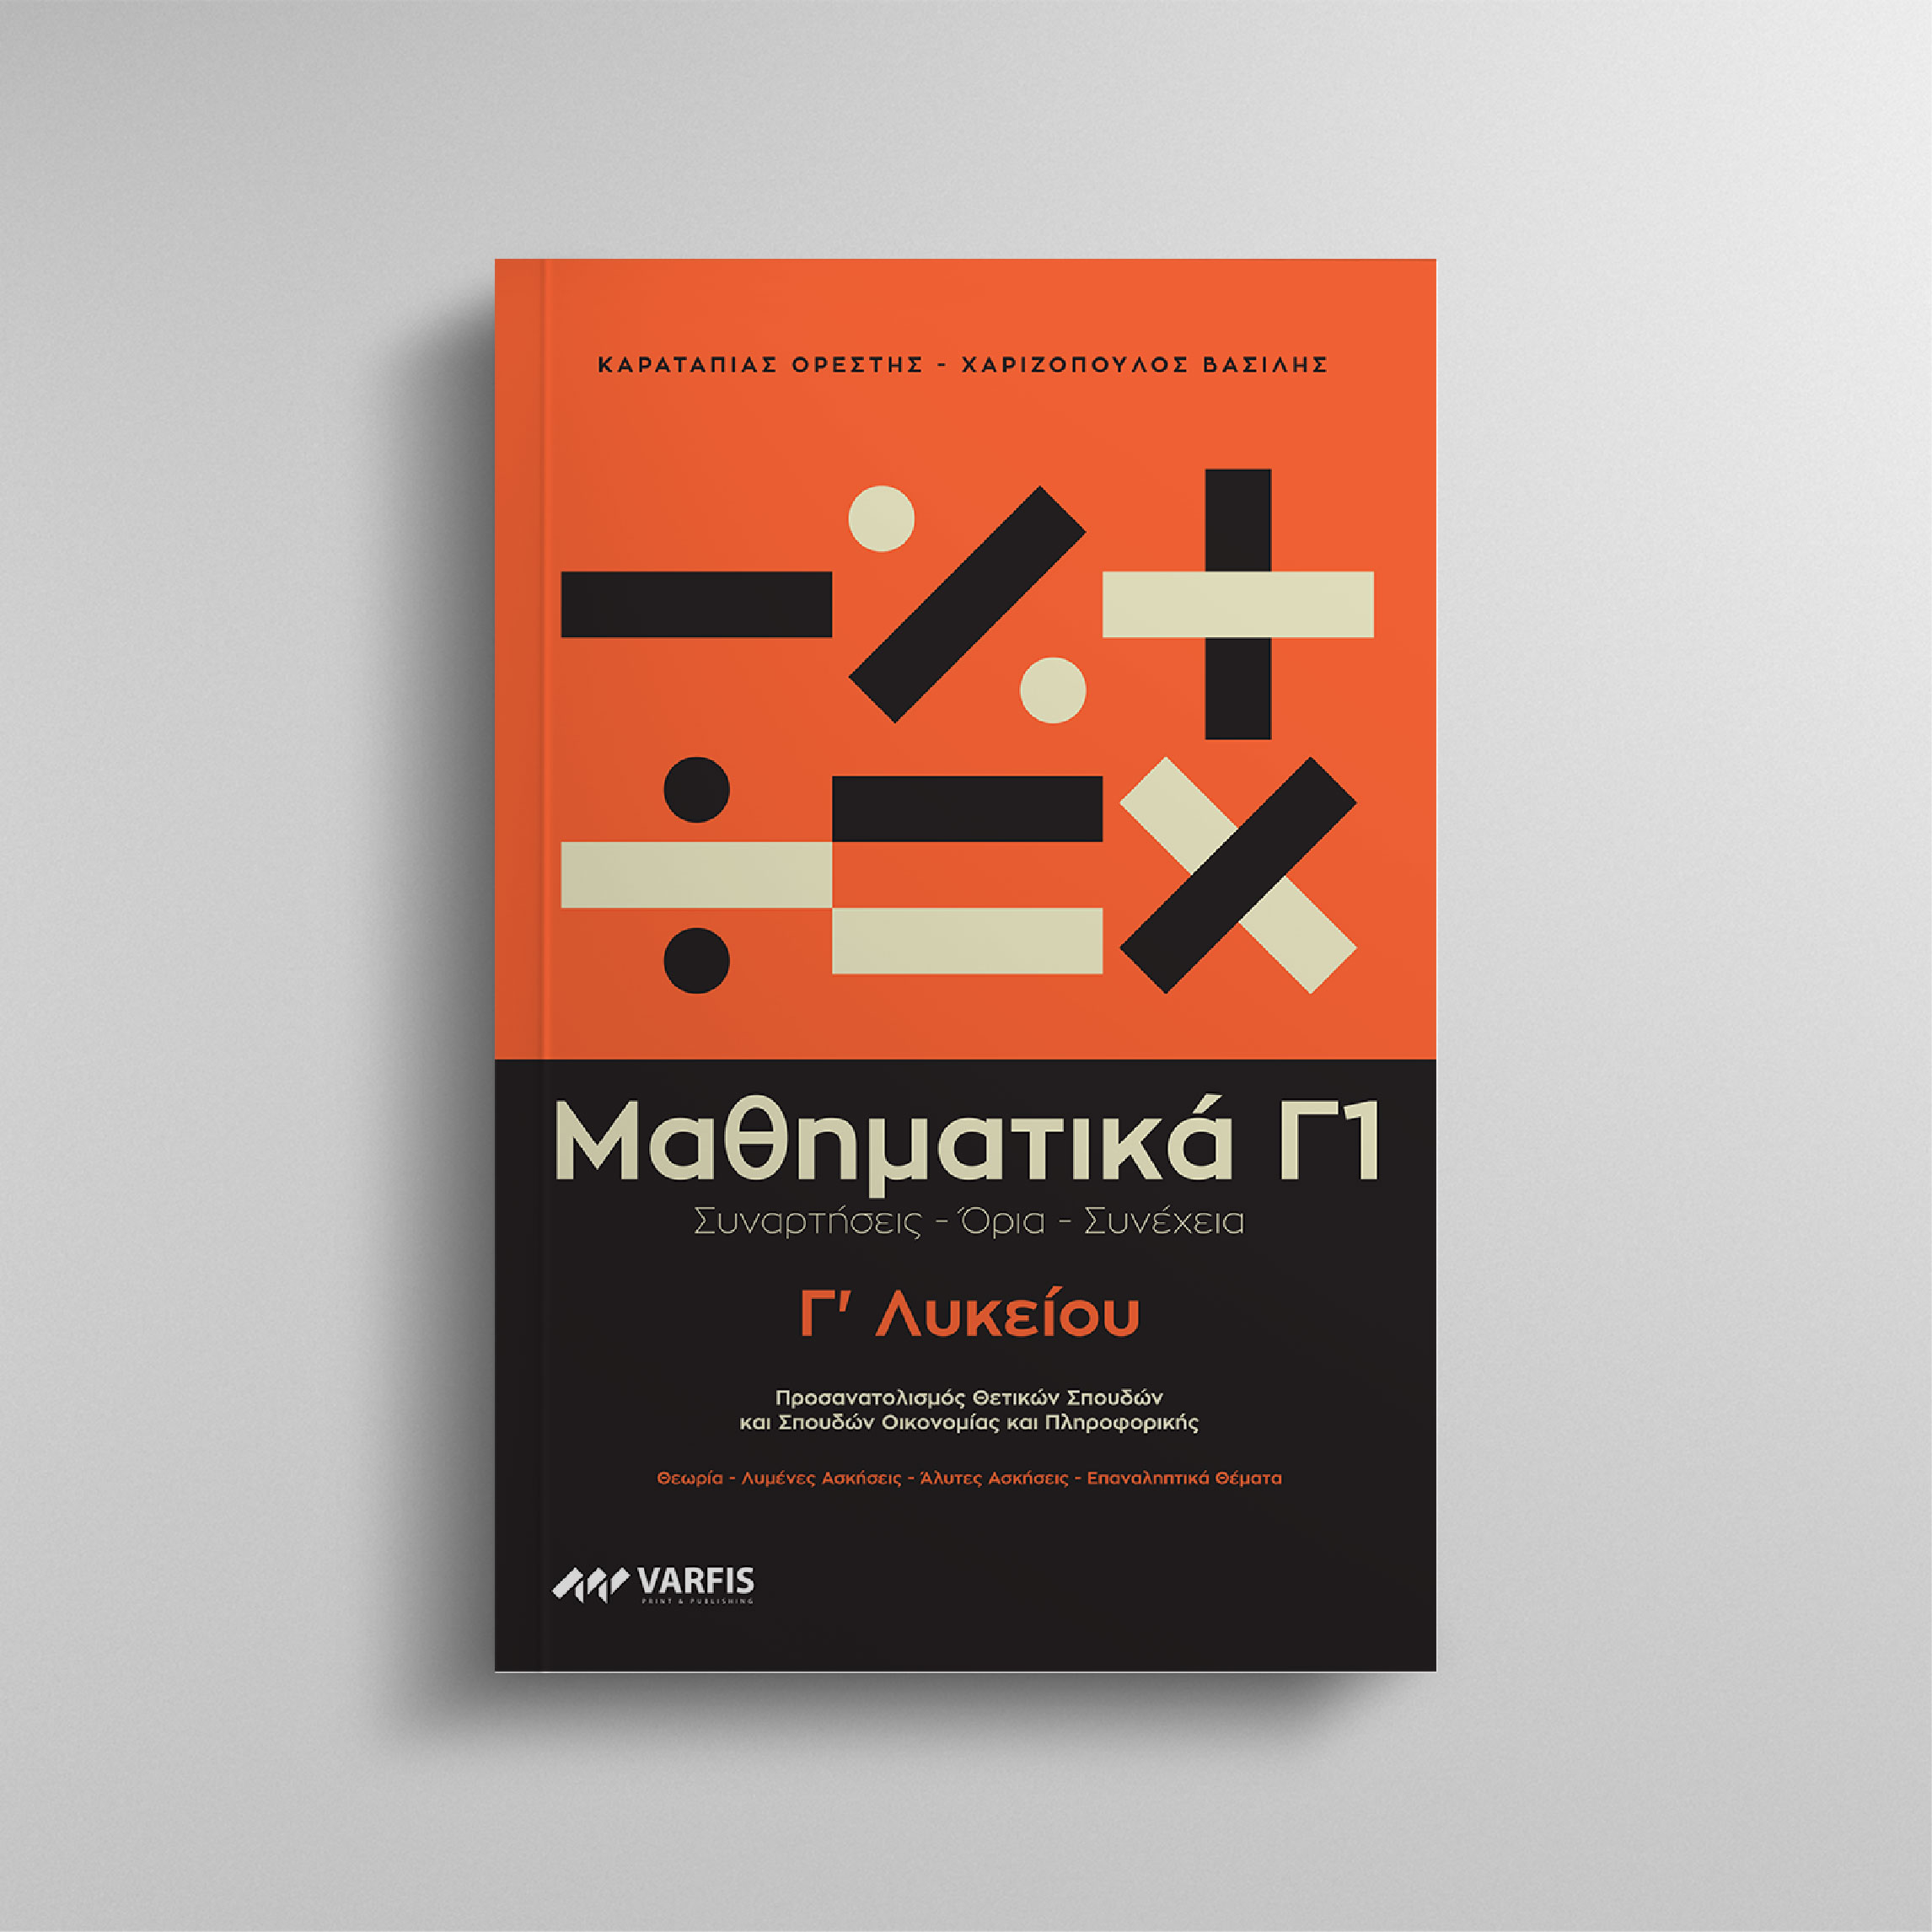 ΚΑΡΑΤΑΠΙΑΣ ΟΡΕΣΤΗΣ - ΧΑΡΙΖΟΠΟΥΛΟΣ ΒΑΣΙΛΗΣ
Μαθηματικά Γ1
Συναρτήσεις - Όρια - Συνέχεια
Γ' Λυκείου
Προσανατολισμός Θετικών Σπουδών
και Σπουδών Οικονομίας και Πληροφορικής
Θεωρία - Λυμένες Ασκήσεις - Άλυτες Ασκήσεις - Επαναληπτικά Θέματα
VARFIS
PRINT & PUBLISHING